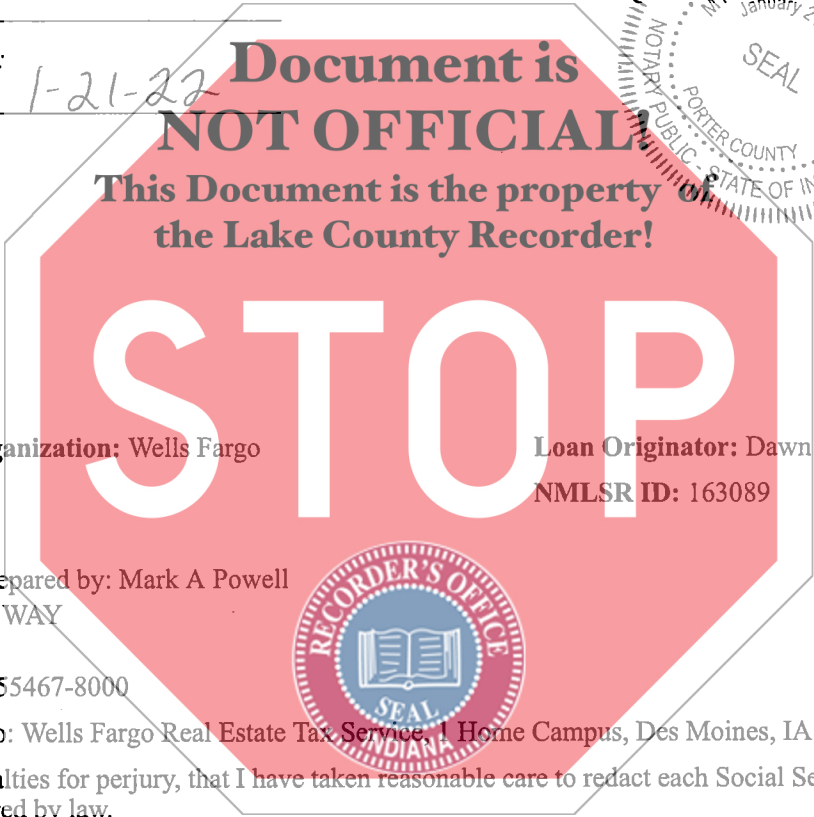 M January 2
1-21-22
SEAL
NOTARY PUBLIC
PORTER COUNTY
STATE OF IN
Document is
NOT OFFICIAL!
This Document is the property of
the Lake County Recorder!
STOP
ganization: Wells Fargo
Loan Originator: Dawn
NMLSR ID: 163089
epared by: Mark A Powell
WAY
55467-8000
o: Wells Fargo Real Estate Tax Service, 1 Home Campus, Des Moines, IA
alties for perjury, that I have taken reasonable care to redact each Social Se
ed by law.
RECORDER'S OFFICE
SEAL
INDIANA